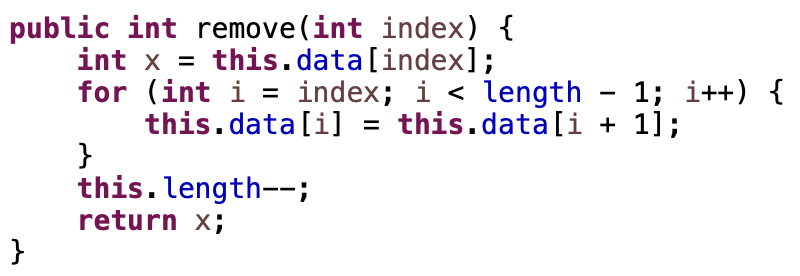 public int remove(int index) {
    int x = this.data[index];
    for (int i = index; i < length - 1; i++) {
        this.data[i] = this.data[i + 1];
    }
    this.length--;
    return x;
}